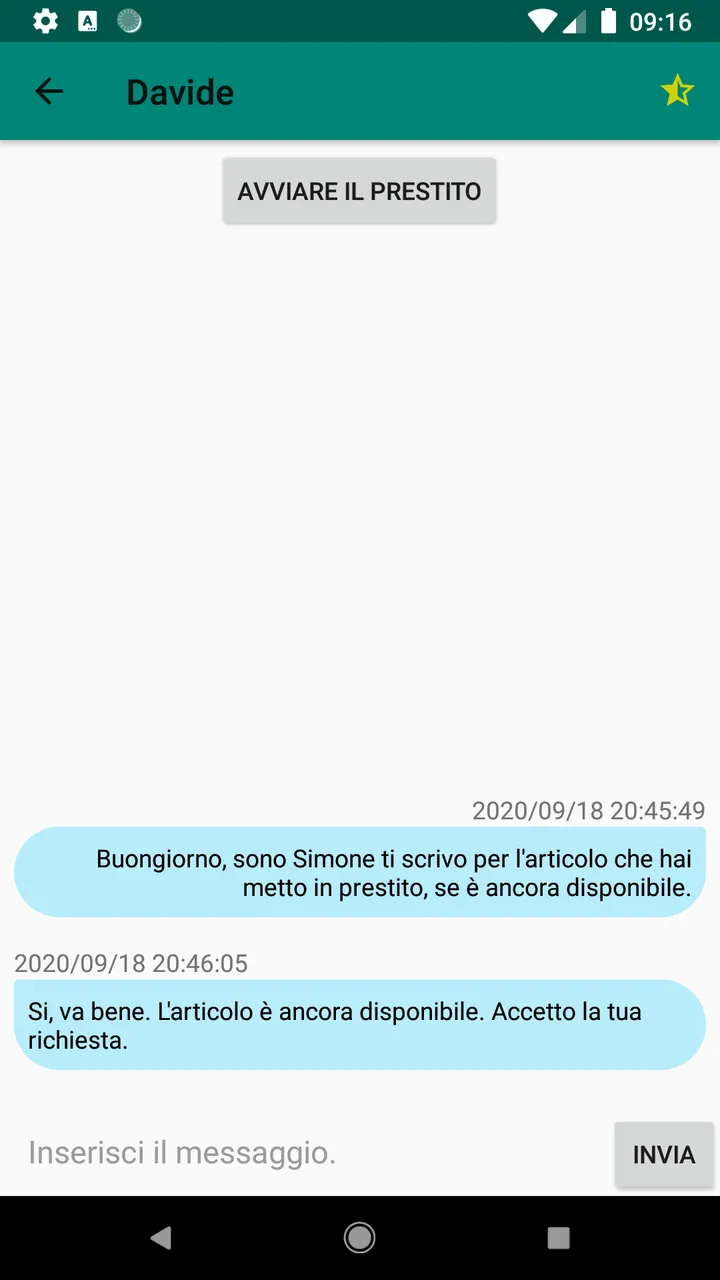 09:16
Davide
AVVIARE IL PRESTITO
2020/09/18 20:45:49
Buongiorno, sono Simone ti scrivo per l'articolo che hai
metto in prestito, se è ancora disponibile.
2020/09/18 20:46:05
Si, va bene. L'articolo è ancora disponibile. Accetto la tua
richiesta.
Inserisci il messaggio.
INVIA